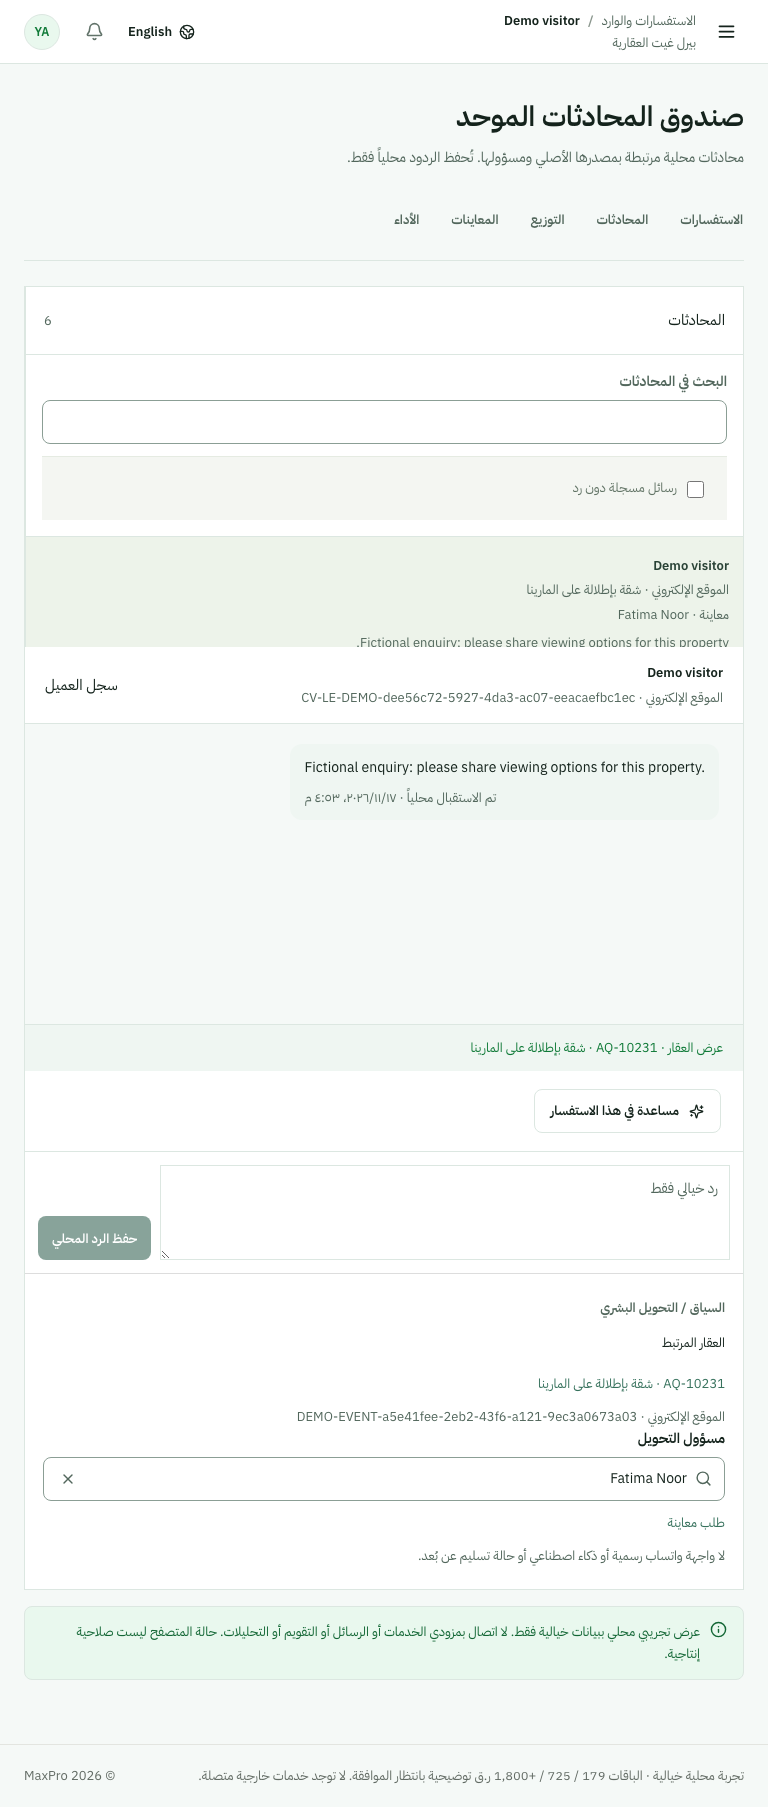 الاستفسارات والوارد / Demo visitor
بيرل غيت العقارية
English
YA
صندوق المحادثات الموحد
محادثات محلية مرتبطة بمصدرها الأصلي ومسؤولها. تُحفظ الردود محلياً فقط.
الاستفسارات المحادثات التوزيع المعاينات الأداء
المحادثات 6
البحث في المحادثات
رسائل مسجلة دون رد
Demo visitor
الموقع الإلكتروني · شقة بإطلالة على المارينا
معاينة · Fatima Noor
Fictional enquiry: please share viewing options for this property.
Demo visitor
الموقع الإلكتروني · CV-LE-DEMO-dee56c72-5927-4da3-ac07-eeacaefbc1ec
سجل العميل
Fictional enquiry: please share viewing options for this property.
تم الاستقبال محلياً · ٢٠٢٦/١١/١٧، ٤:٥٣ م
عرض العقار · AQ-10231 · شقة بإطلالة على المارينا
مساعدة في هذا الاستفسار
رد خيالي فقط
حفظ الرد المحلي
السياق / التحويل البشري
العقار المرتبط
AQ-10231 · شقة بإطلالة على المارينا
الموقع الإلكتروني · DEMO-EVENT-a5e41fee-2eb2-43f6-a121-9ec3a0673a03
مسؤول التحويل
Fatima Noor
طلب معاينة
لا واجهة واتساب رسمية أو ذكاء اصطناعي أو حالة تسليم عن بُعد.
عرض تجريبي محلي ببيانات خيالية فقط. لا اتصال بمزودي الخدمات أو الرسائل أو التقويم أو التحليلات. حالة المتصفح ليست صلاحية
إنتاجية.
تجربة محلية خيالية · الباقات 179 / 725 / +1,800 ر.ق توضيحية بانتظار الموافقة. لا توجد خدمات خارجية متصلة.
© 2026 MaxPro